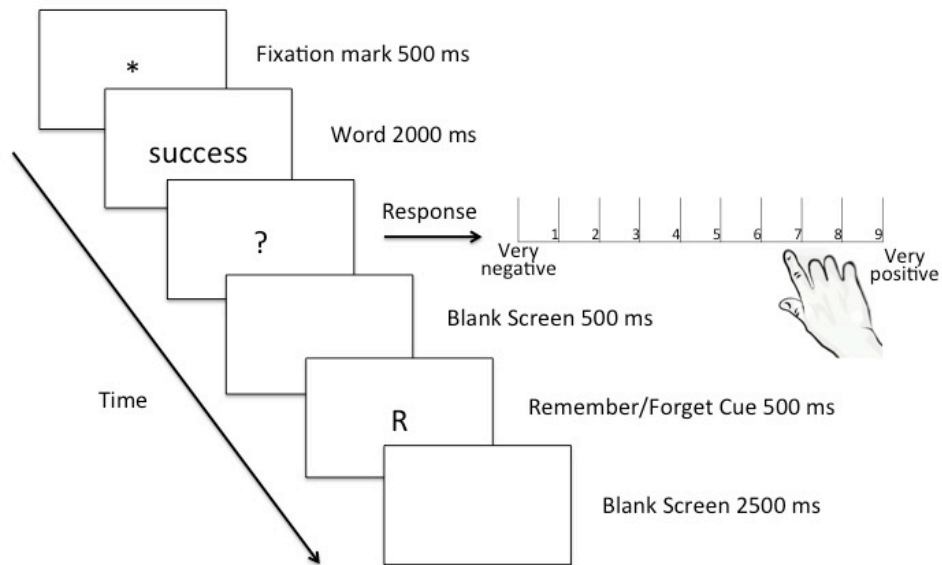 *
Fixation mark 500 ms
success
Word 2000 ms
?
Response
1 2 3 4 5 6 7 8 9
Very
negative
Very
positive
Blank Screen 500 ms
Time
R
Remember/Forget Cue 500 ms
Blank Screen 2500 ms